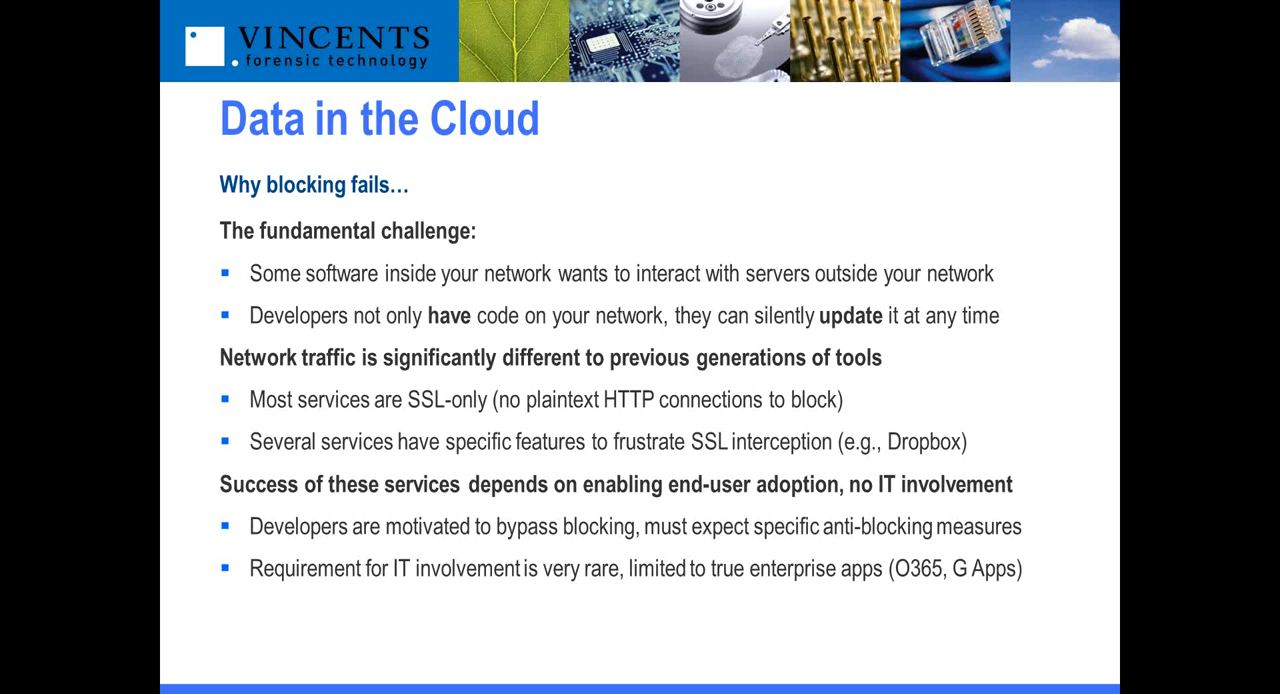 VINCENTS
forensic technology
Data in the Cloud
Why blocking fails…
The fundamental challenge:
▪ Some software inside your network wants to interact with servers outside your network
▪ Developers not only have code on your network, they can silently update it at any time
Network traffic is significantly different to previous generations of tools
▪ Most services are SSL-only (no plaintext HTTP connections to block)
▪ Several services have specific features to frustrate SSL interception (e.g., Dropbox)
Success of these services depends on enabling end-user adoption, no IT involvement
▪ Developers are motivated to bypass blocking, must expect specific anti-blocking measures
▪ Requirement for IT involvement is very rare, limited to true enterprise apps (O365, G Apps)